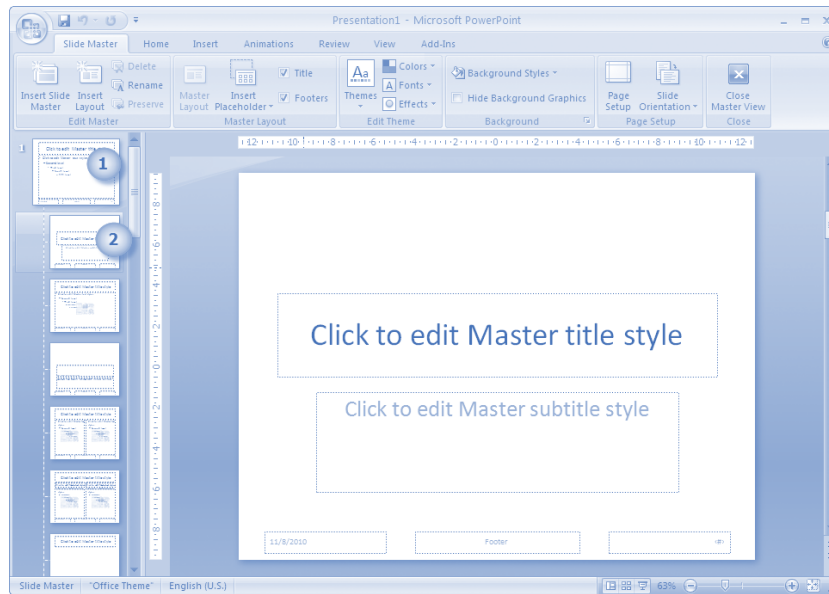 Presentation1 - Microsoft PowerPoint
Slide Master Home Insert Animations Review View Add-Ins
Insert Slide Master
Insert Layout
Delete
Rename
Preserve
Edit Master
Master Layout
Insert Placeholder
Title
Footers
Master Layout
Aa
Themes
Colors
Fonts
Effects
Edit Theme
Background Styles
Hide Background Graphics
Background
Page Setup
Slide Orientation
Page Setup
Close Master View
Close
1
1
2
Click to edit Master title style
Click to edit Master subtitle style
11/8/2010 Footer ‹#›
Slide Master "Office Theme" English (U.S.) 63%